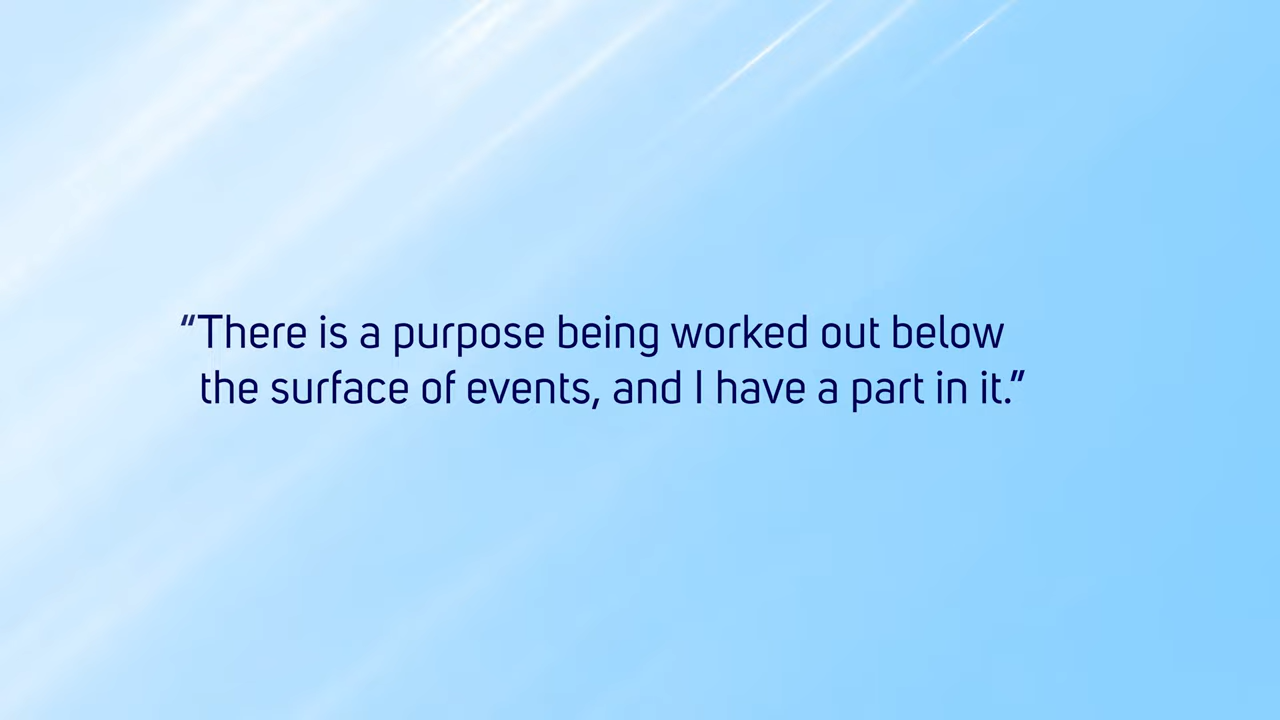 “There is a purpose being worked out below
the surface of events, and I have a part in it.”